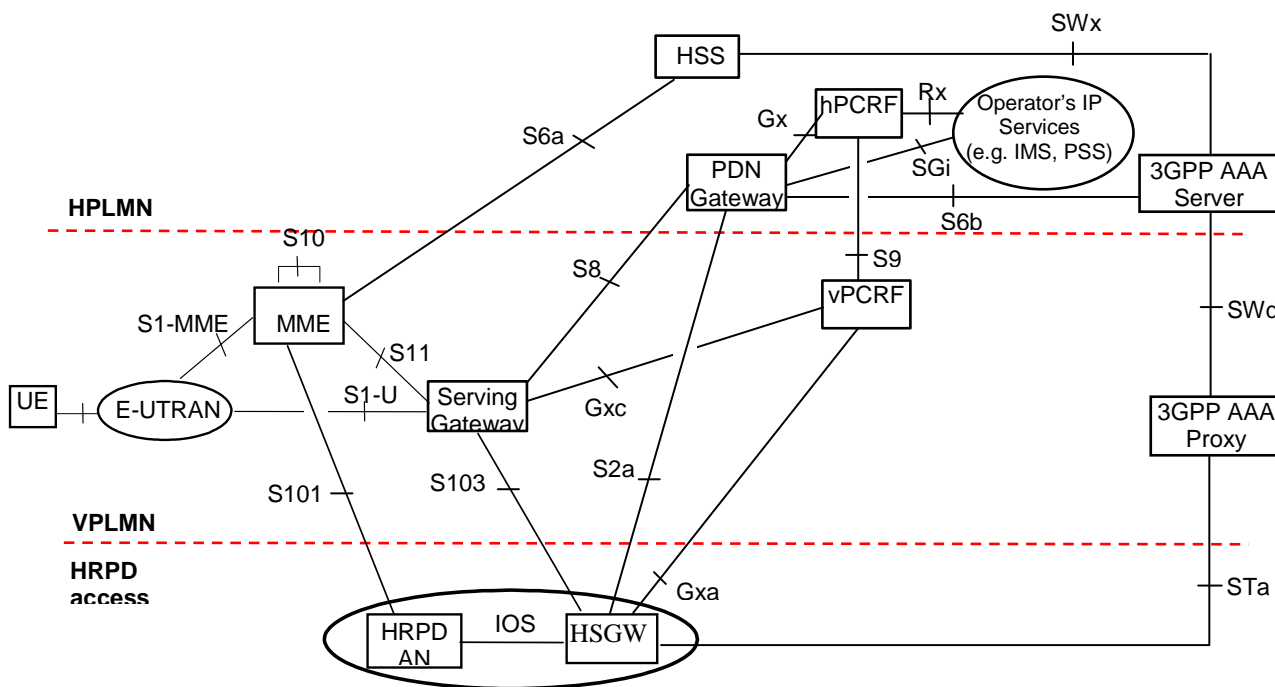 SWx
HSS
hPCRF
Rx
Operator's IP
Services
(e.g. IMS, PSS)
Gx
S6a
SGi
PDN
Gateway
3GPP AAA
Server
HPLMN
S6b
S10
S8
S9
vPCRF
MME
S1-MME
SWd
S11
UE
E-UTRAN
S1-U
Serving
Gateway
Gxc
3GPP AAA
Proxy
S2a
S101
S103
VPLMN
HRPD
access
Gxa
STa
IOS
HRPD
AN
HSGW